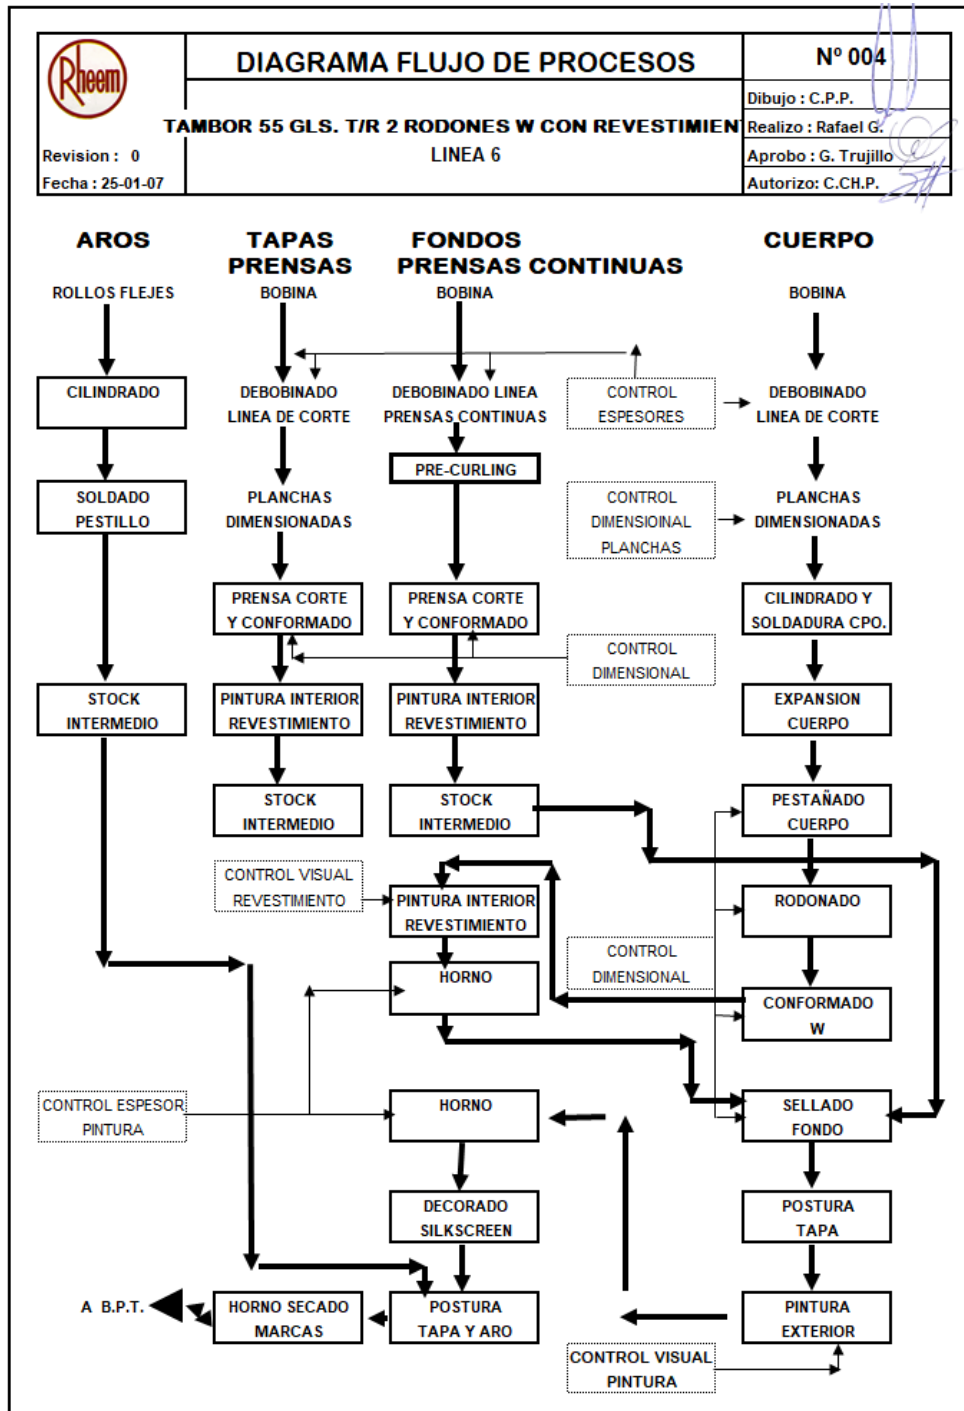 Rheem
DIAGRAMA FLUJO DE PROCESOS
Nº 004
Dibujo : C.P.P.
TAMBOR 55 GLS. T/R 2 RODONES W CON REVESTIMIEN
Realizo : Rafael G.
Revision : 0
LINEA 6
Aprobo : G. Trujillo
Fecha : 25-01-07
Autorizo: C.CH.P.
AROS
TAPAS
PRENSAS
FONDOS
PRENSAS CONTINUAS
CUERPO
ROLLOS FLEJES
BOBINA
BOBINA
BOBINA
CILINDRADO
DEBOBINADO
LINEA DE CORTE
DEBOBINADO LINEA
PRENSAS CONTINUAS
CONTROL
ESPESORES
DEBOBINADO
LINEA DE CORTE
PRE-CURLING
SOLDADO
PESTILLO
PLANCHAS
DIMENSIONADAS
CONTROL
DIMENSIOINAL
PLANCHAS
PLANCHAS
DIMENSIONADAS
PRENSA CORTE
Y CONFORMADO
PRENSA CORTE
Y CONFORMADO
CILINDRADO Y
SOLDADURA CPO.
CONTROL
DIMENSIONAL
STOCK
INTERMEDIO
PINTURA INTERIOR
REVESTIMIENTO
PINTURA INTERIOR
REVESTIMIENTO
EXPANSION
CUERPO
STOCK
INTERMEDIO
STOCK
INTERMEDIO
PESTAÑADO
CUERPO
CONTROL VISUAL
REVESTIMENTO
PINTURA INTERIOR
REVESTIMIENTO
RODONADO
CONTROL
DIMENSIONAL
HORNO
CONFORMADO
W
CONTROL ESPESOR
PINTURA
HORNO
SELLADO
FONDO
DECORADO
SILKSCREEN
POSTURA
TAPA
A B.P.T.
HORNO SECADO
MARCAS
POSTURA
TAPA Y ARO
PINTURA
EXTERIOR
CONTROL VISUAL
PINTURA